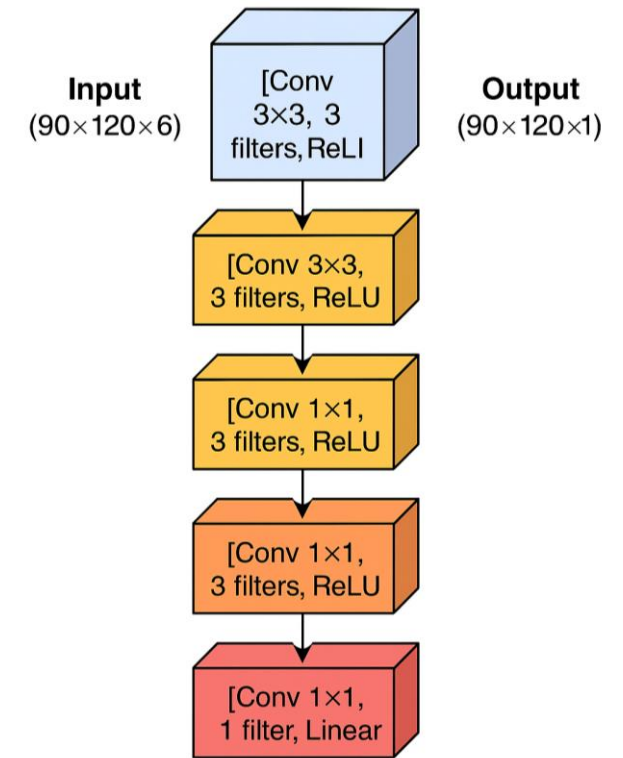 Input
(90×120×6)
[Conv
3×3, 3
filters, ReLI
Output
(90×120×1)
[Conv 3×3,
3 filters, ReLU
[Conv 1×1,
3 filters, ReLU
[Conv 1×1,
3 filters, ReLU
[Conv 1×1,
1 filter, Linear